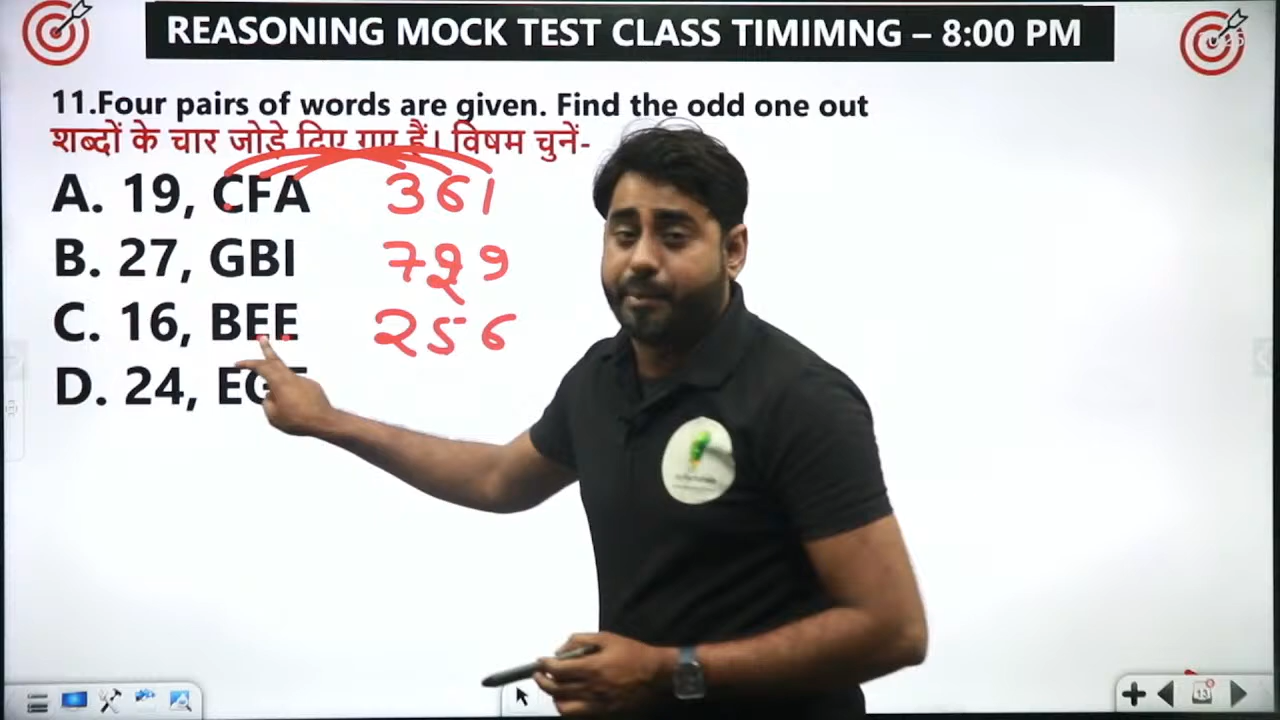 REASONING MOCK TEST CLASS TIMIMNG – 8:00 PM
11.Four pairs of words are given. Find the odd one out
शब्दों के चार जोड़े दिए गए हैं। विषम चुनें-
A. 19, CFA 361
B. 27, GBI 729
C. 16, BEE 256
D. 24,
13